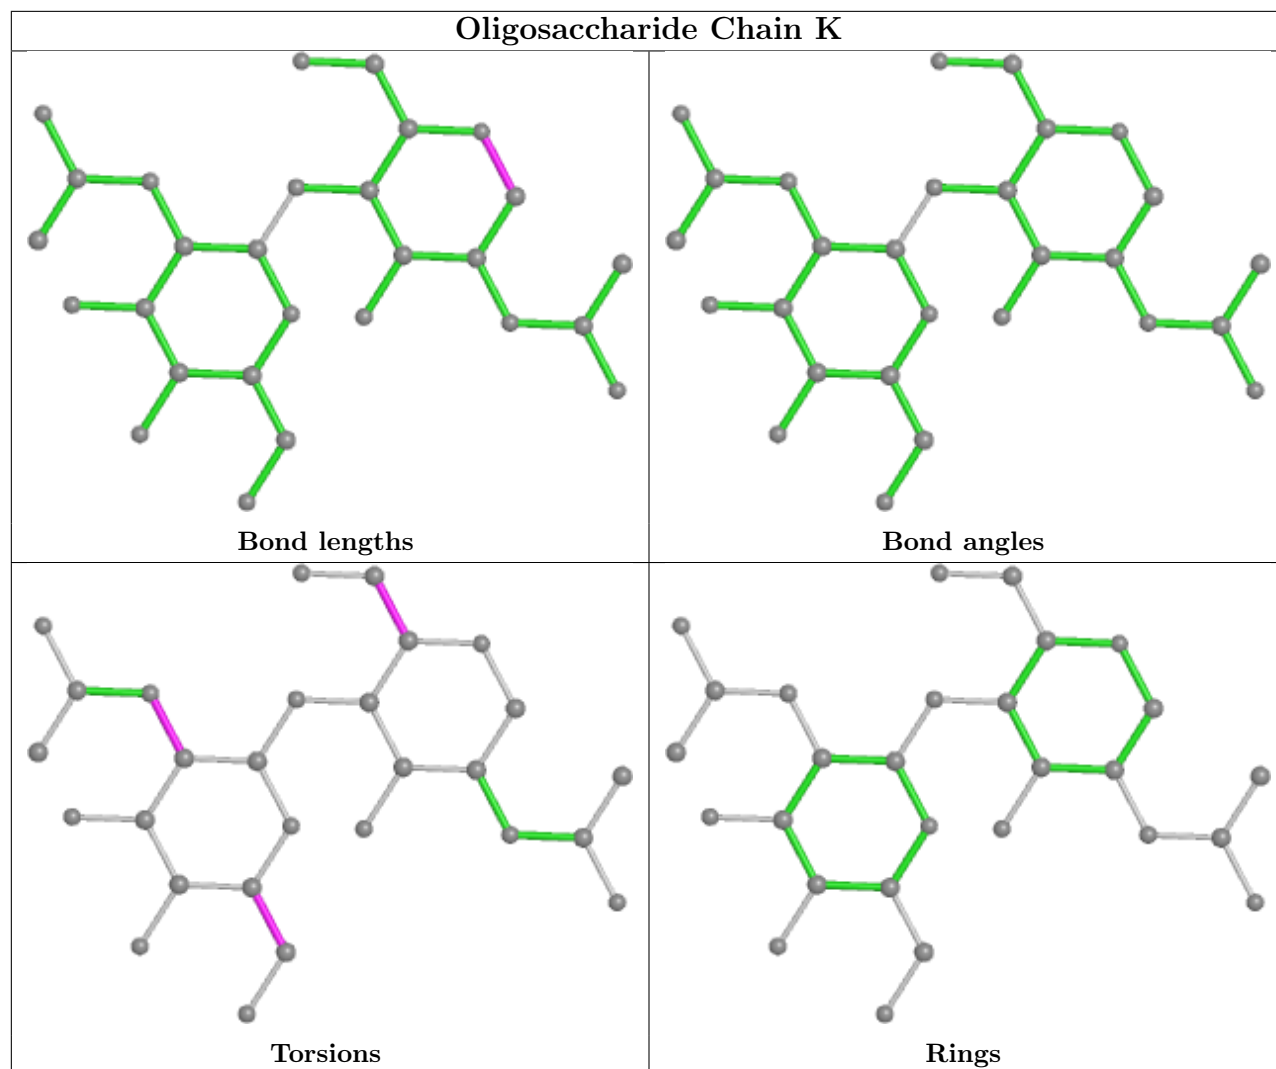 Oligosaccharide Chain K
Bond lengths
Bond angles
Torsions
Rings